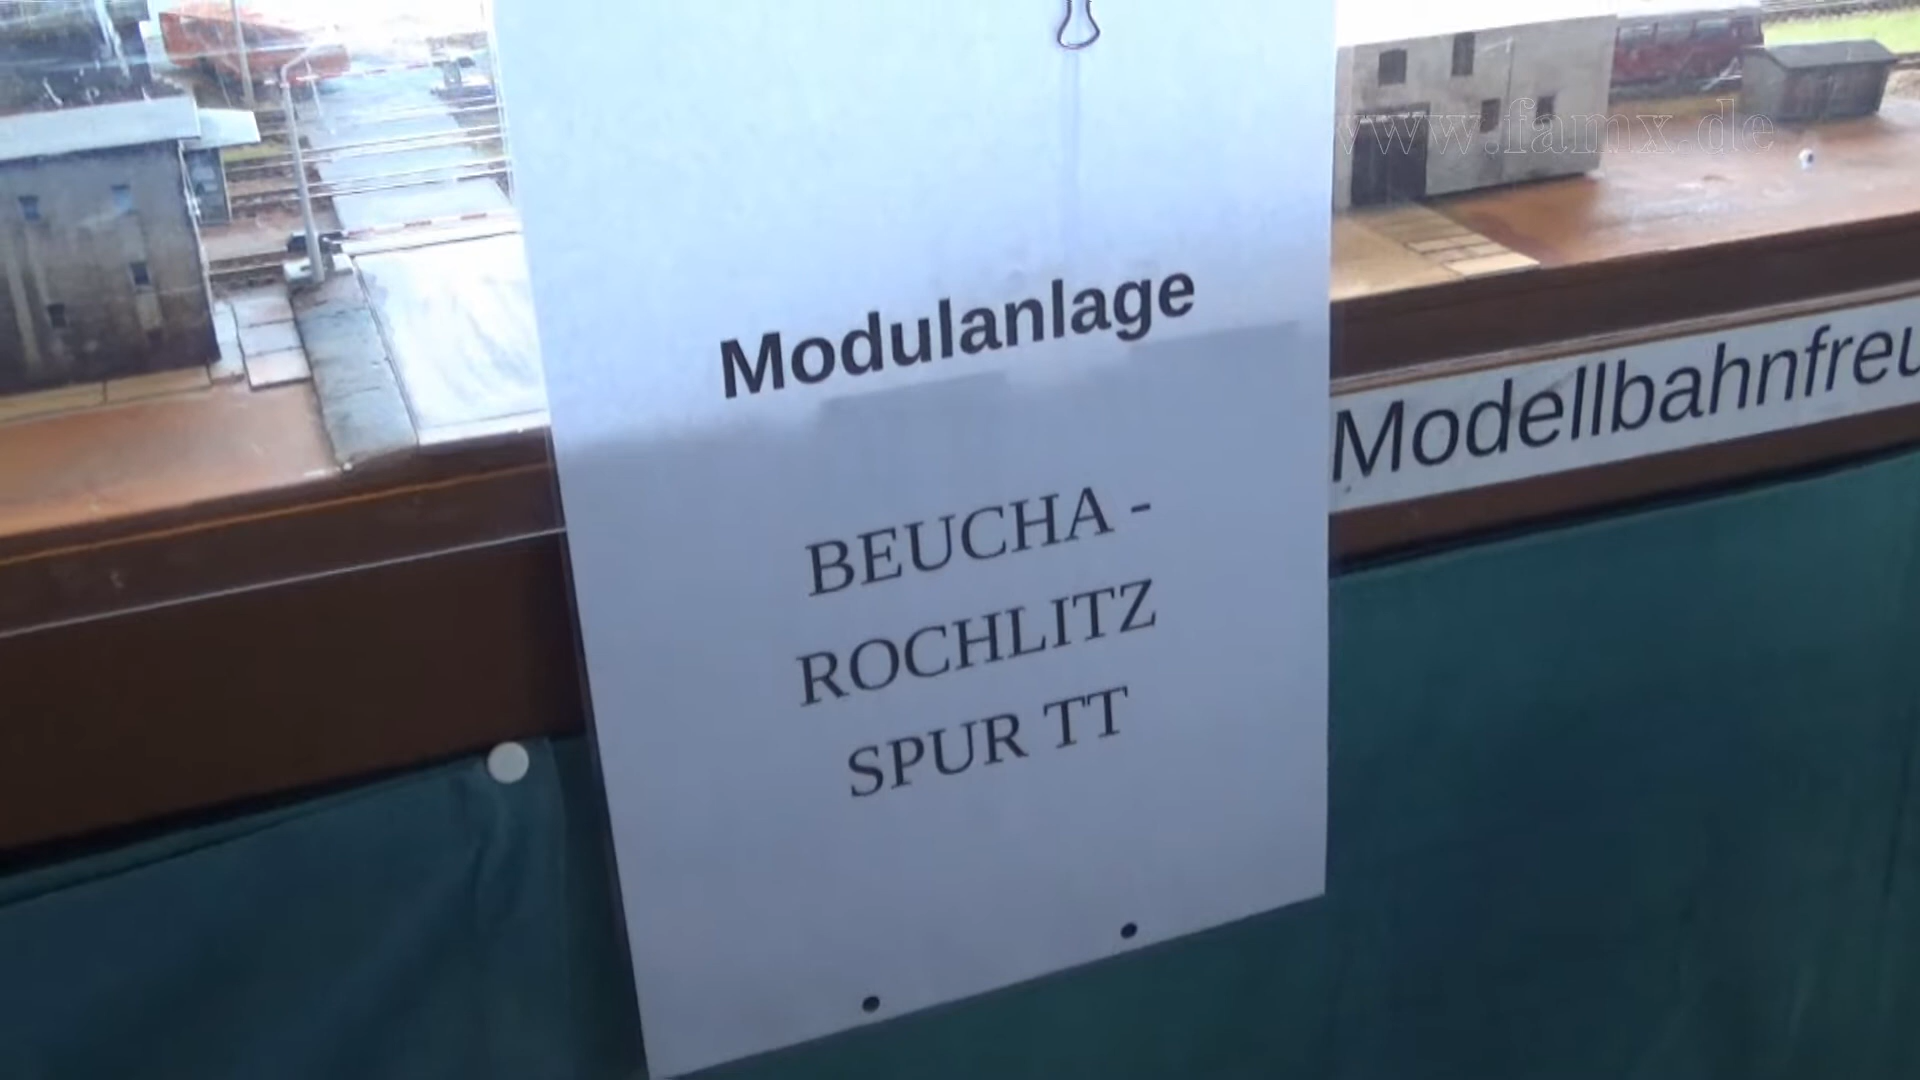 www.famx.de
Modulanlage
BEUCHA -
ROCHLITZ
SPUR TT
Modellbahnfreu